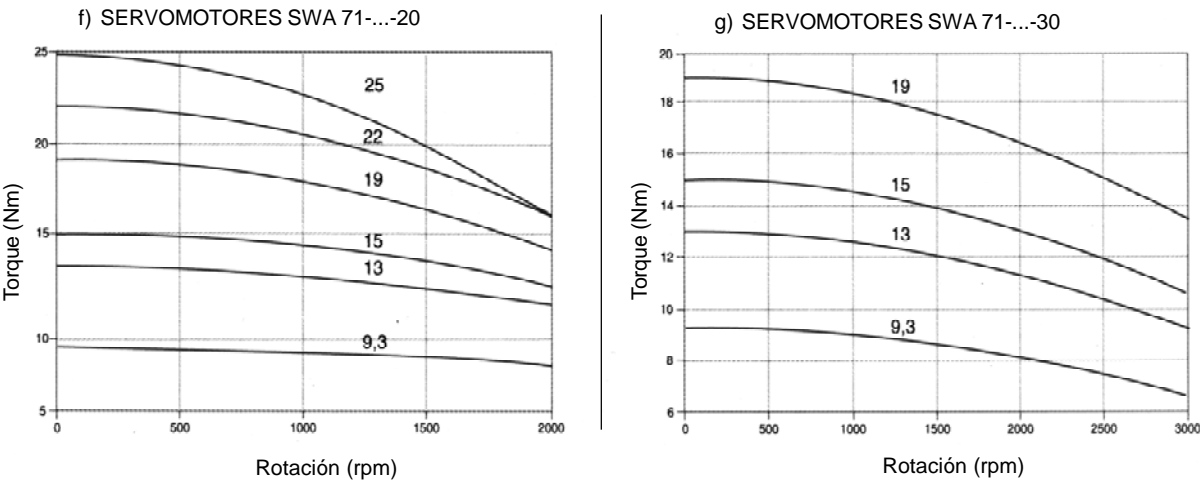 f) SERVOMOTORES SWA 71-...-20
25
20
15
10
5
Torque (Nm)
25
22
19
15
13
9,3
0 500 1000 1500 2000
Rotación (rpm)
g) SERVOMOTORES SWA 71-...-30
20
18
16
14
12
10
8
6
Torque (Nm)
19
15
13
9,3
0 500 1000 1500 2000 2500 3000
Rotación (rpm)